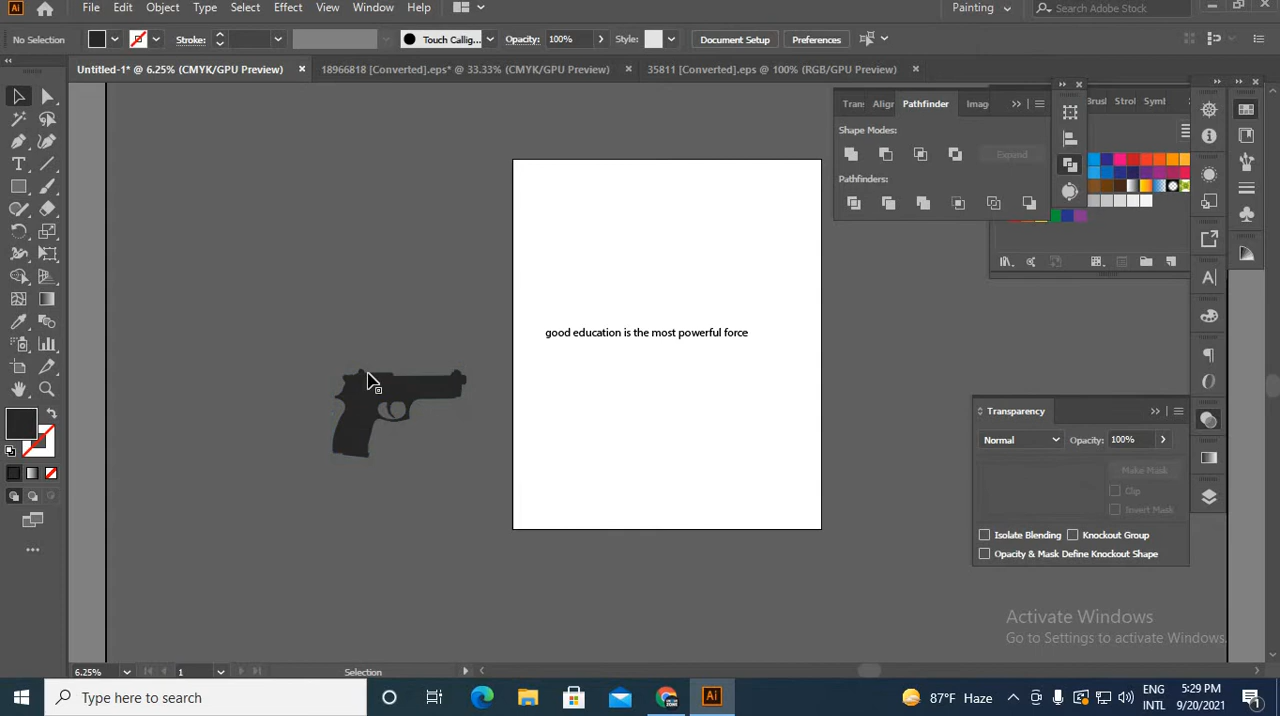 File Edit Object Type Select Effect View Window Help
Painting
Search Adobe Stock
No Selection
Stroke:
Touch Callig...
Opacity: 100%
Style:
Document Setup
Preferences
Untitled-1* @ 6.25% (CMYK/GPU Preview)
18966818 [Converted].eps* @ 33.33% (CMYK/GPU Preview)
35811 [Converted].eps @ 100% (RGB/GPU Preview)
Align
Pathfinder
Imag
Strol
Symbl
Shape Modes:
Expand
Pathfinders:
good education is the most powerful force
Transparency
Normal
Opacity: 100%
Make Mask
Clip
Invert Mask
Isolate Blending
Knockout Group
Opacity & Mask Define Knockout Shape
Activate Windows
Go to Settings to activate Windows.
6.25%
1
Selection
Type here to search
87°F Haze
ENG
INTL
5:29 PM
9/20/2021
Ai